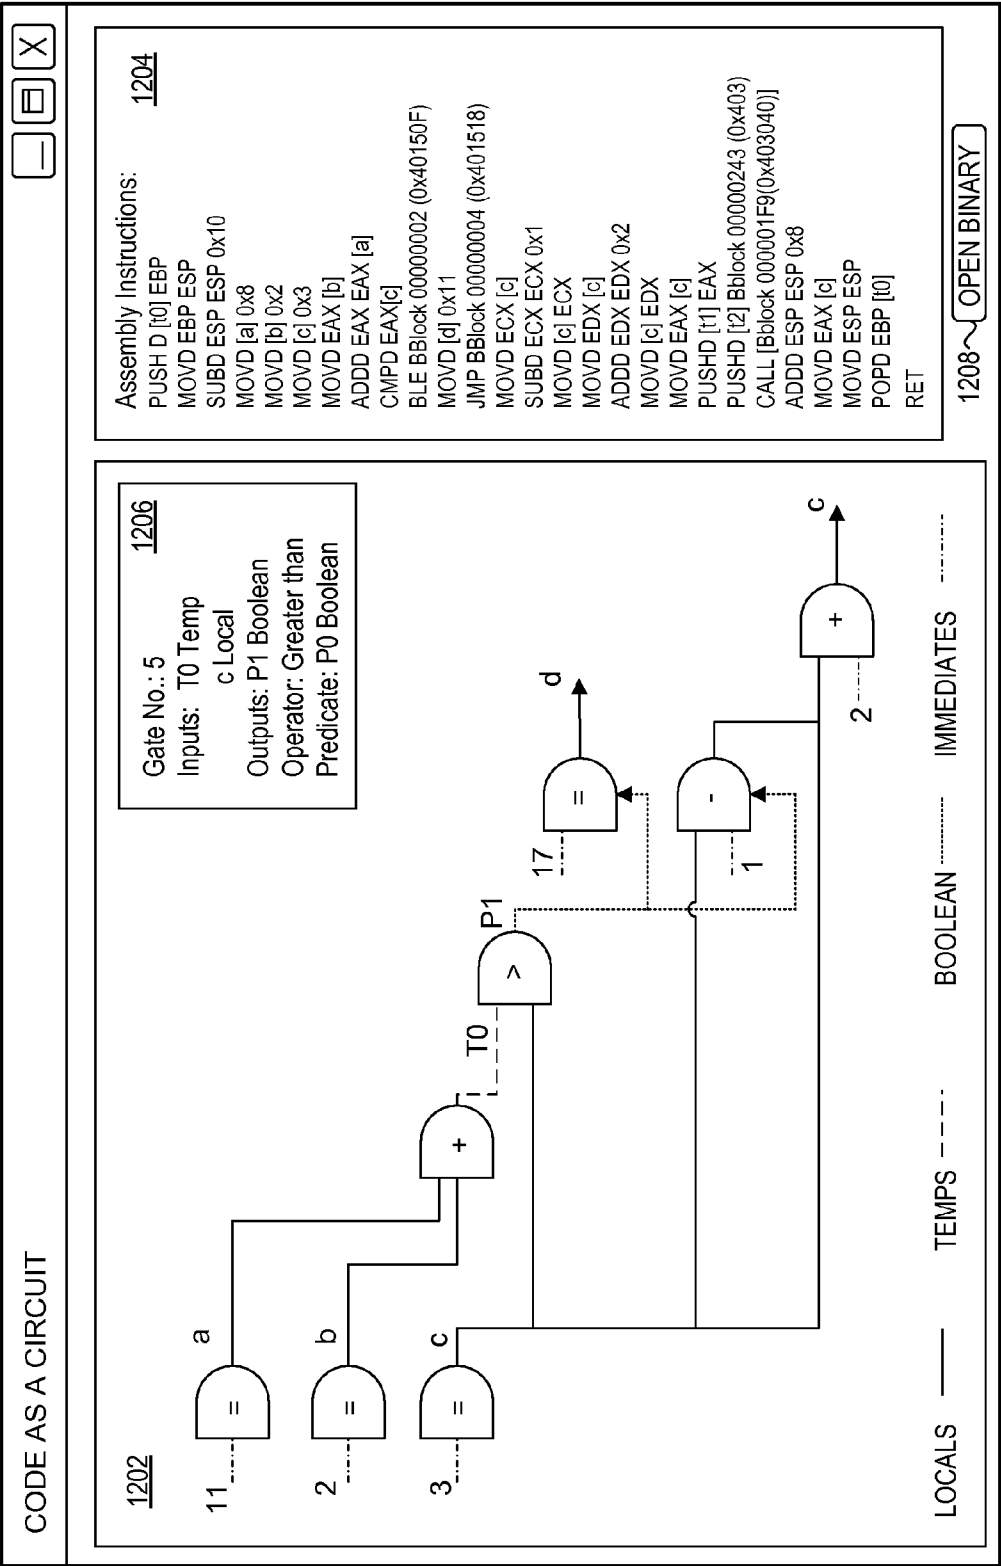 CODE AS A CIRCUIT
1202
11
a
2
b
3
c
=
=
=
+
T0
>
P1
17
=
d
1
-
2
+
c
1206
Gate No.: 5
Inputs: T0 Temp
c Local
Outputs: P1 Boolean
Operator: Greater than
Predicate: P0 Boolean
LOCALS
TEMPS
BOOLEAN
IMMEDIATES
1204
Assembly Instructions:
PUSH D [t0] EBP
MOVD EBP ESP
SUBD ESP ESP 0x10
MOVD [a] 0x8
MOVD [b] 0x2
MOVD [c] 0x3
MOVD EAX [b]
ADDD EAX EAX [a]
CMPD EAX[c]
BLE BBlock 00000002 (0x40150F)
MOVD [d] 0x11
JMP BBlock 00000004 (0x401518)
MOVD ECX [c]
SUBD ECX ECX 0x1
MOVD [c] ECX
MOVD EDX [c]
ADDD EDX EDX 0x2
MOVD [c] EDX
MOVD EAX [c]
PUSHD [t1] EAX
PUSHD [t2] Bblock 00000243 (0x403)
CALL [Bblock 000001F9(0x403040)]
ADDD ESP ESP 0x8
MOVD EAX [c]
MOVD ESP ESP
POPD EBP [t0]
RET
1208 OPEN BINARY